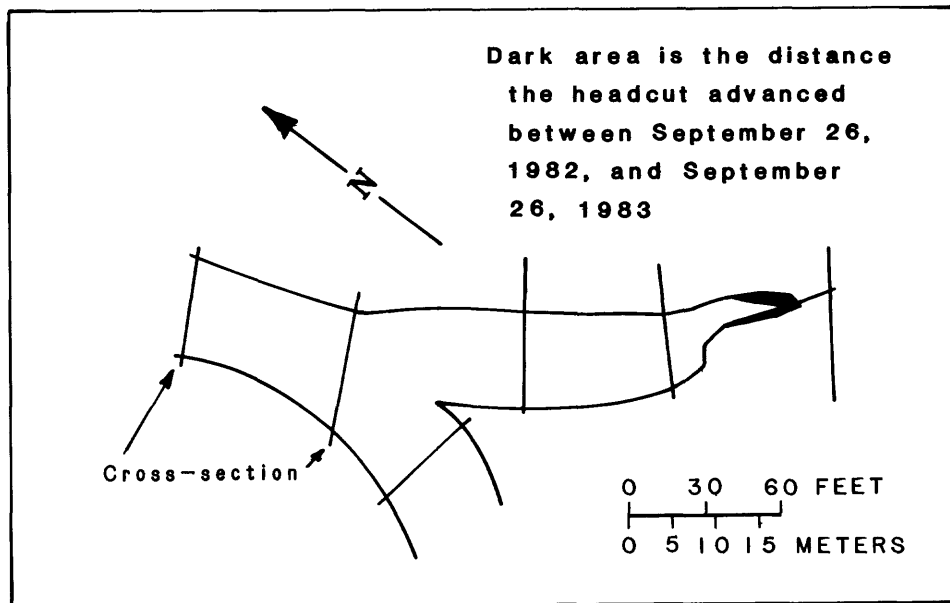 Dark area is the distance
the headcut advanced
between September 26,
1982, and September
26, 1983
N
Cross-section
0 30 60 FEET
0 5 10 15 METERS